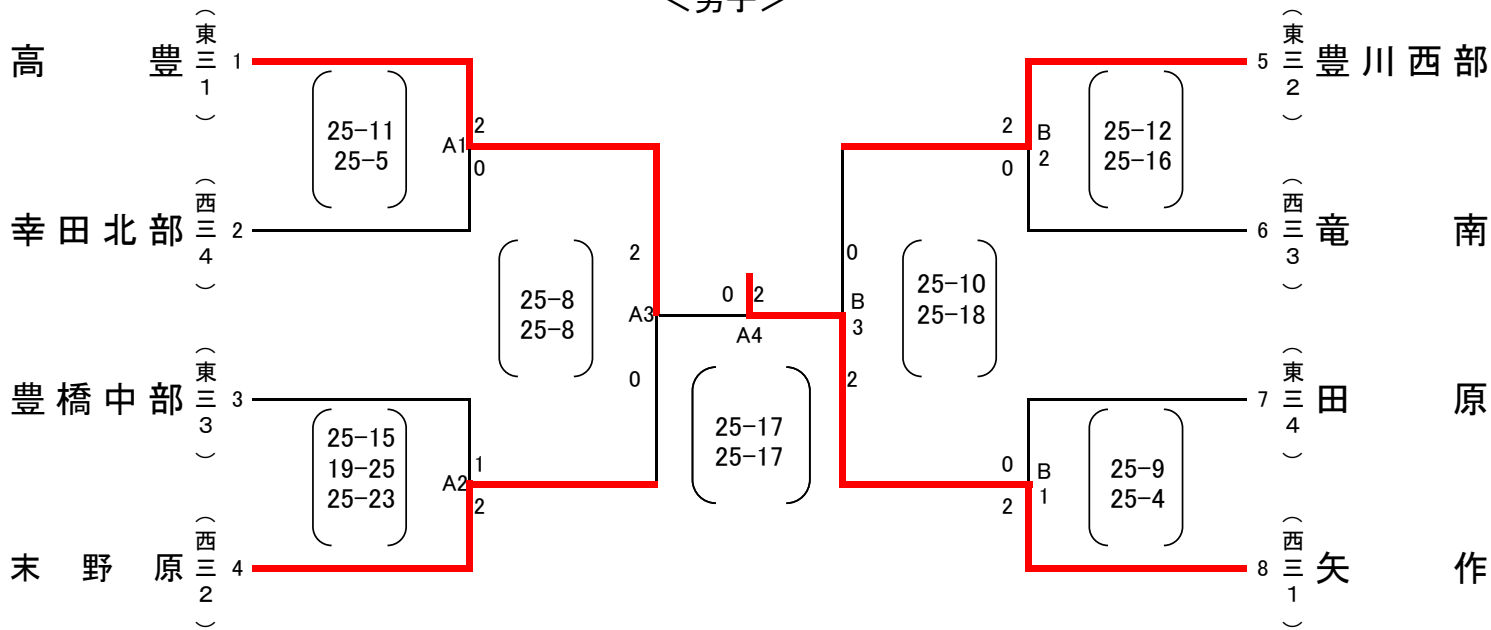 ＜男子＞
高豊
（東三1）
1
25-11
25-5
A1
2
0
幸田北部
（西三4）
2
豊橋中部
（東三3）
3
25-15
19-25
25-23
A2
1
2
末野原
（西三2）
4
25-8
25-8
2
A3
0
0
2
A4
25-17
25-17
0
B3
2
25-10
25-18
2
B2
0
25-12
25-16
5
（東三2）
豊川西部
6
（西三3）
竜南
0
B1
2
25-9
25-4
7
（東三4）
田原
8
（西三1）
矢作